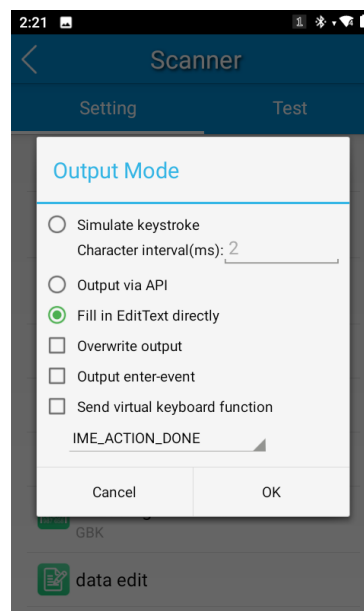 2:21
Scanner
Setting
Test
Output Mode
Simulate keystroke
Character interval(ms): 2
Output via API
Fill in EditText directly
Overwrite output
Output enter-event
Send virtual keyboard function
IME_ACTION_DONE
Cancel
OK
GBK
data edit